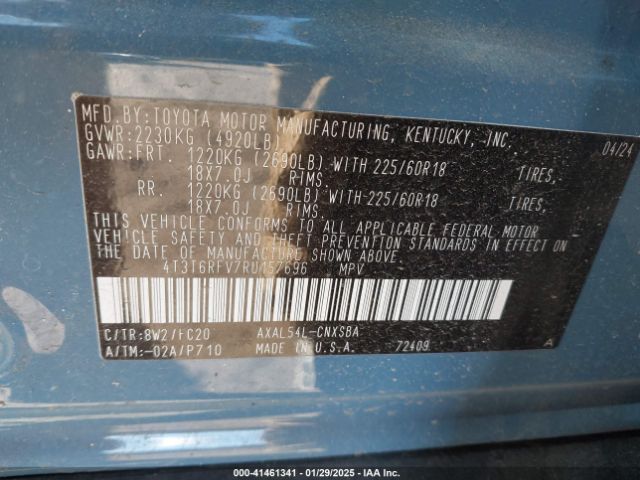 MFD.BY:TOYOTA MOTOR MANUFACTURING, KENTUCKY, INC. 04/24
GVWR:2230KG (4920LB)
GAWR:FRT. 1220KG (2690LB) WITH 225/60R18 TIRES,
18X7.0J RIMS.
RR. 1220KG (2690LB) WITH 225/60R18 TIRES,
18X7.0J RIMS.
THIS VEHICLE CONFORMS TO ALL APPLICABLE FEDERAL MOTOR
VEHICLE SAFETY AND THEFT PREVENTION STANDARDS IN EFFECT ON
THE DATE OF MANUFACTURE SHOWN ABOVE.
4T3T6RFV7RU157696 MPV
C/TR:8W2/FC20 AXAL54L-CNXSBA
A/TM:-02A/P710 MADE IN U.S.A. 72409 A
000-41461341 | 01/29/2025 | IAA Inc.